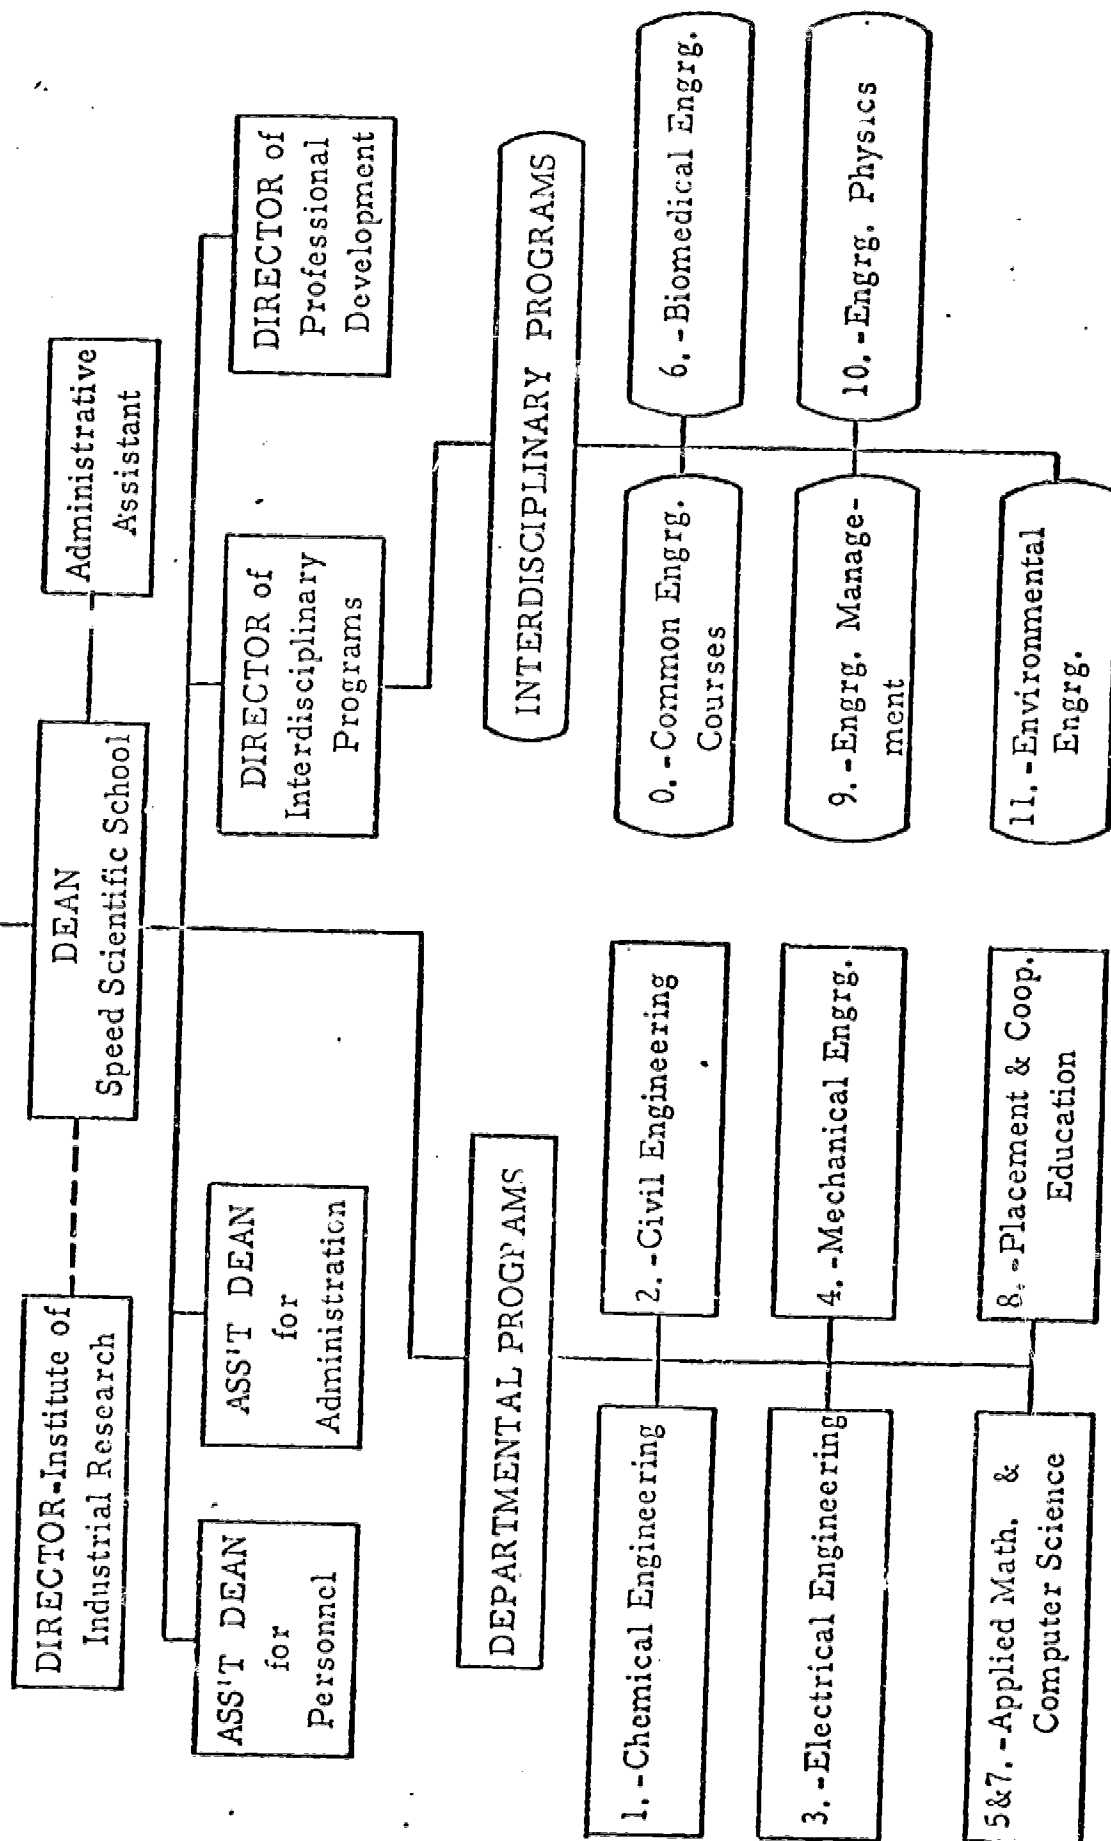 DEAN
Speed Scientific School
Administrative
Assistant
DIRECTOR-Institute of
Industrial Research
ASS'T DEAN
for
Personnel
ASS'T DEAN
for
Administration
DIRECTOR of
Interdisciplinary
Programs
DIRECTOR of
Professional
Development
DEPARTMENTAL PROGRAMS
INTERDISCIPLINARY PROGRAMS
1.-Chemical Engineering
2.-Civil Engineering
3.-Electrical Engineering
4.-Mechanical Engrg.
5&7.-Applied Math. &
Computer Science
8.-Placement & Coop.
Education
0.-Common Engrg.
Courses
6.-Biomedical Engrg.
9.-Engrg. Manage-
ment
10.-Engrg. Physics
11.-Environmental
Engrg.